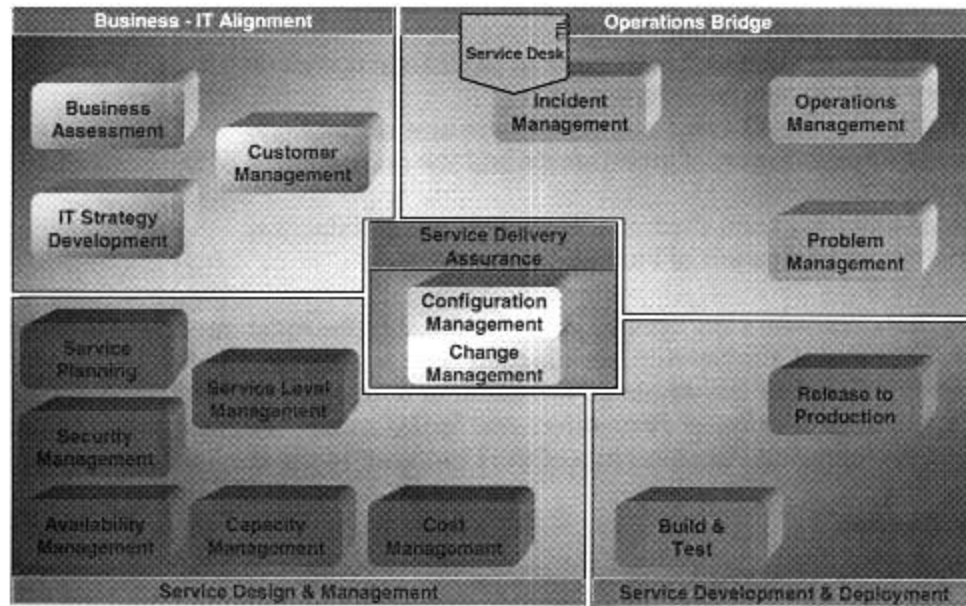 Business - IT Alignment
Operations Bridge
Service Desk
Business
Assessment
Customer
Management
IT Strategy
Development
Incident
Management
Operations
Management
Problem
Management
Service Delivery
Assurance
Configuration
Management
Change
Management
Service
Planning
Service Level
Management
Security
Management
Availability
Management
Capacity
Management
Cost
Management
Release to
Production
Build &
Test
Service Design & Management
Service Development & Deployment